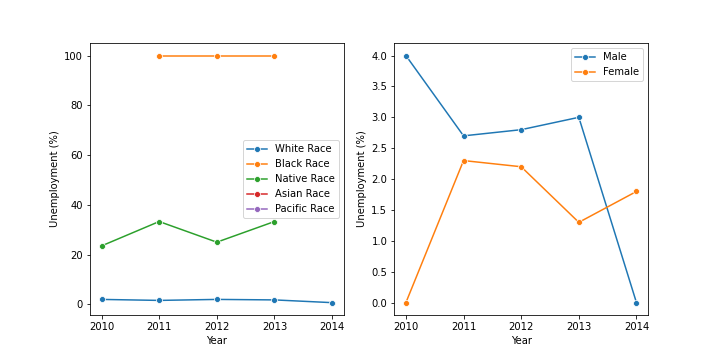 100
80
60
40
20
0
Unemployment (%)
2010 2011 2012 2013 2014
Year
White Race
Black Race
Native Race
Asian Race
Pacific Race
4.0
3.5
3.0
2.5
2.0
1.5
1.0
0.5
0.0
Unemployment (%)
2010 2011 2012 2013 2014
Year
Male
Female